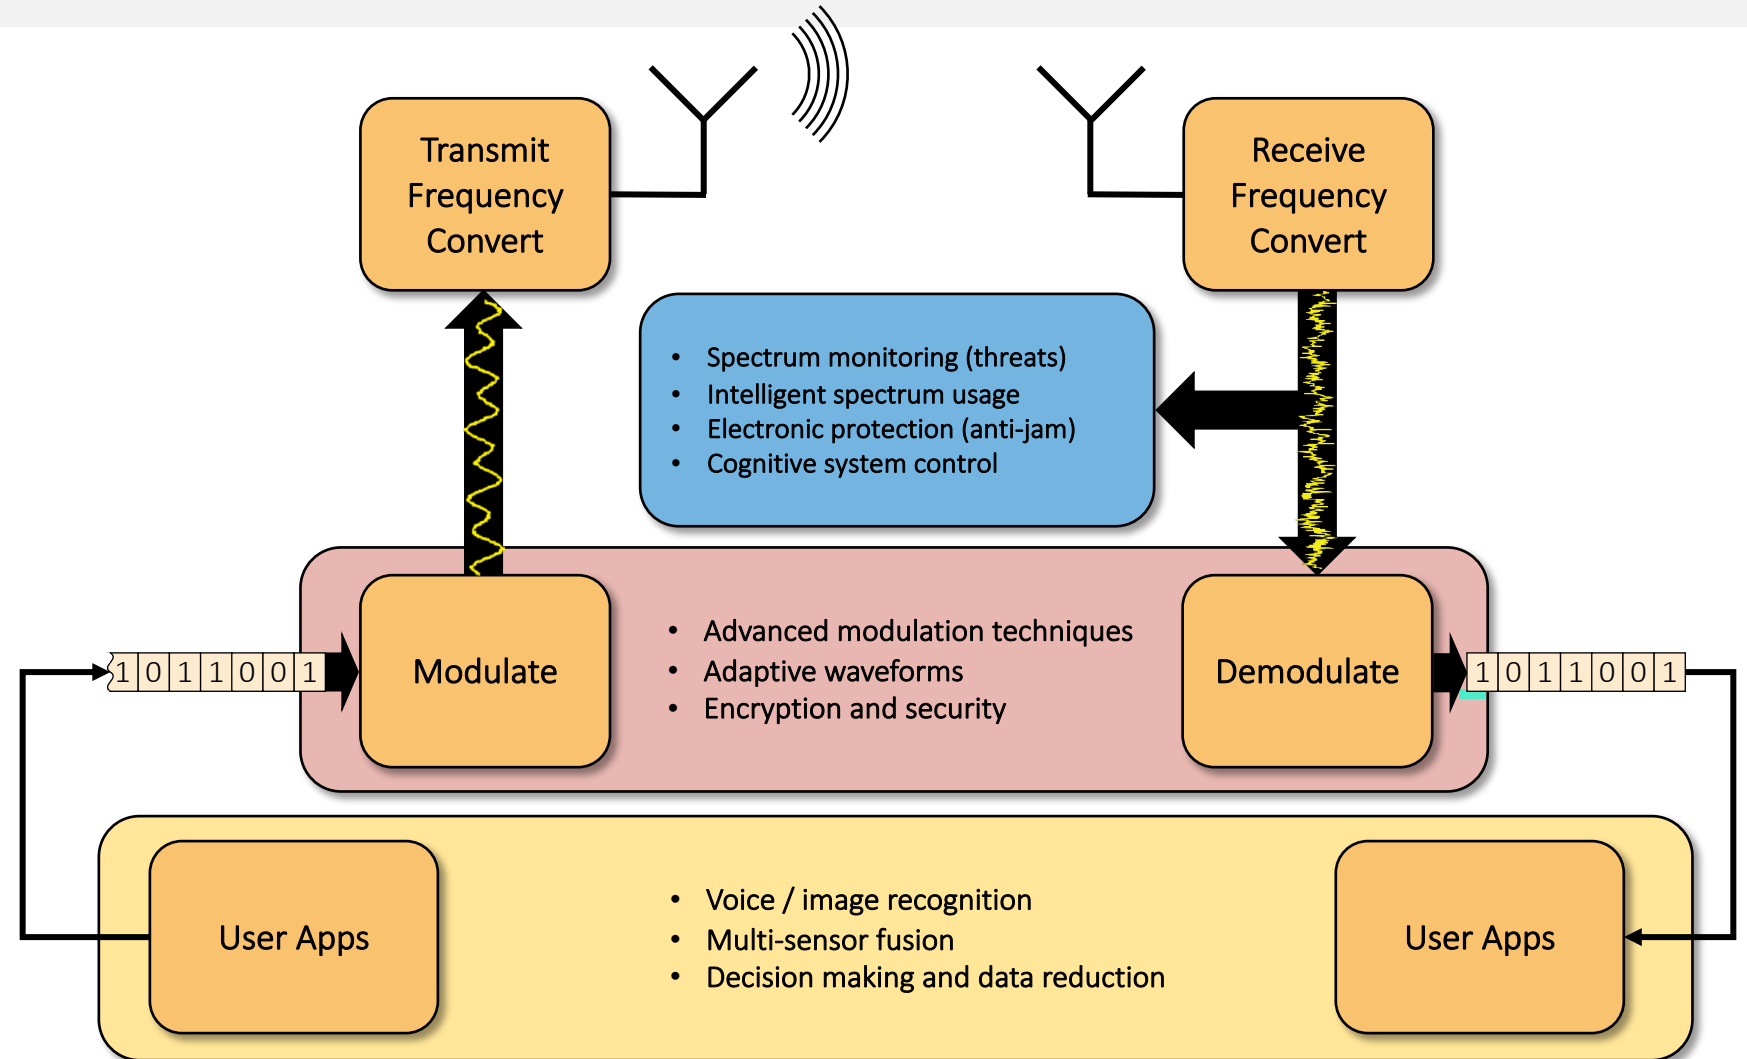 Transmit
Frequency
Convert
Receive
Frequency
Convert
• Spectrum monitoring (threats)
• Intelligent spectrum usage
• Electronic protection (anti-jam)
• Cognitive system control
1 0 1 1 0 0 1
Modulate
• Advanced modulation techniques
• Adaptive waveforms
• Encryption and security
Demodulate
1 0 1 1 0 0 1
User Apps
• Voice / image recognition
• Multi-sensor fusion
• Decision making and data reduction
User Apps